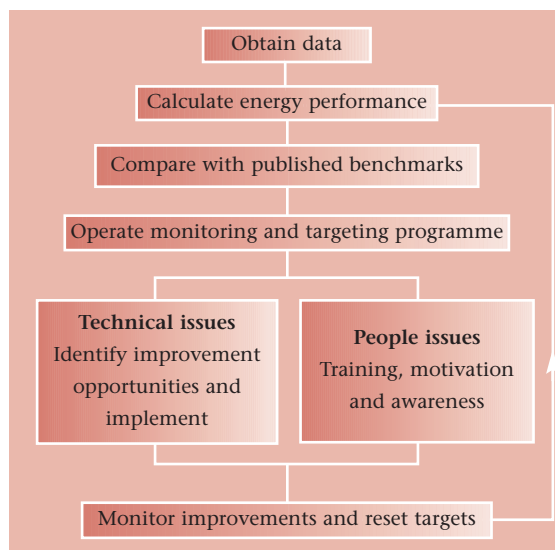 Obtain data
Calculate energy performance
Compare with published benchmarks
Operate monitoring and targeting programme
Technical issues
Identify improvement
opportunities and
implement
People issues
Training, motivation
and awareness
Monitor improvements and reset targets